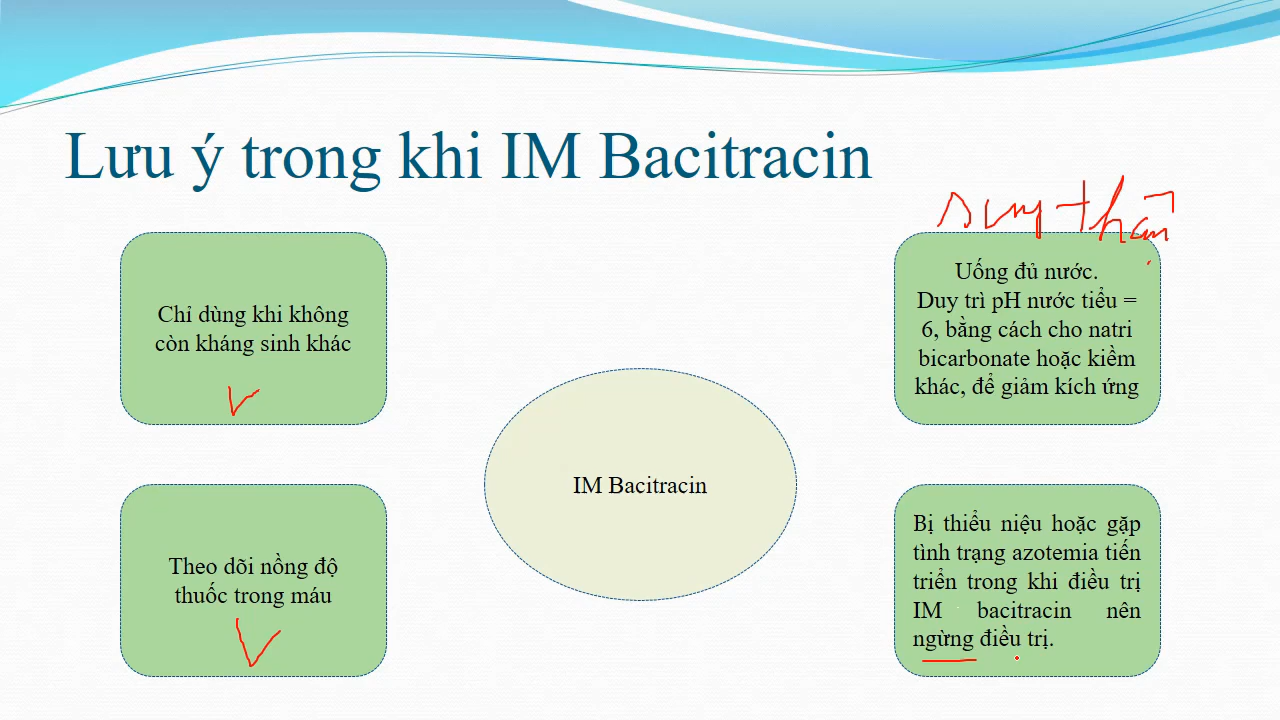 Lưu ý trong khi IM Bacitracin
suy thận
Chỉ dùng khi không
còn kháng sinh khác
Uống đủ nước.
Duy trì pH nước tiểu =
6, bằng cách cho natri
bicarbonate hoặc kiềm
khác, để giảm kích ứng
IM Bacitracin
Theo dõi nồng độ
thuốc trong máu
Bị thiểu niệu hoặc gặp
tình trạng azotemia tiến
triển trong khi điều trị
IM bacitracin nên
ngừng điều trị.